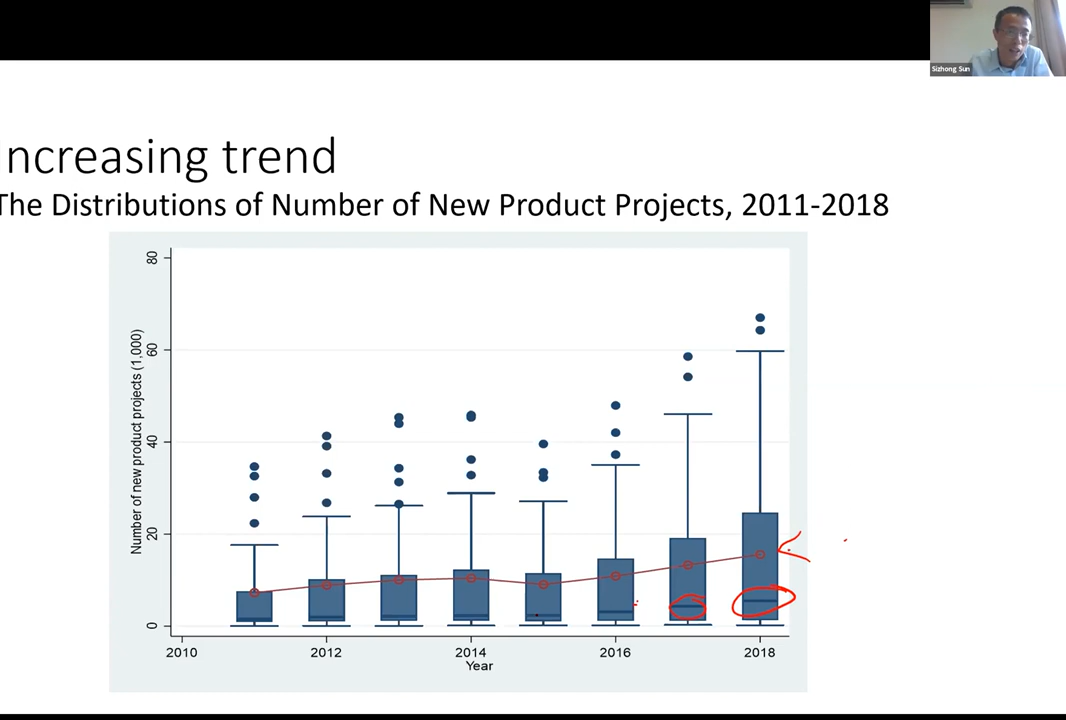 Sizhong Sun
ncreasing trend
The Distributions of Number of New Product Projects, 2011-2018
Number of new product projects (1,000)
80
60
40
20
0
2010 2012 2014 2016 2018
Year